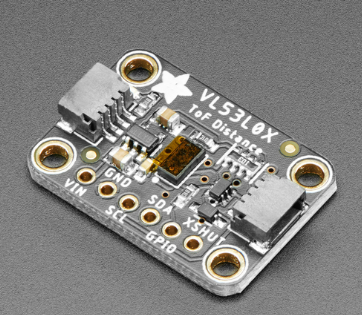 VL53L0X
ToF Distance
VIN
GND
SCL
SDA
GPIO
XSHUT